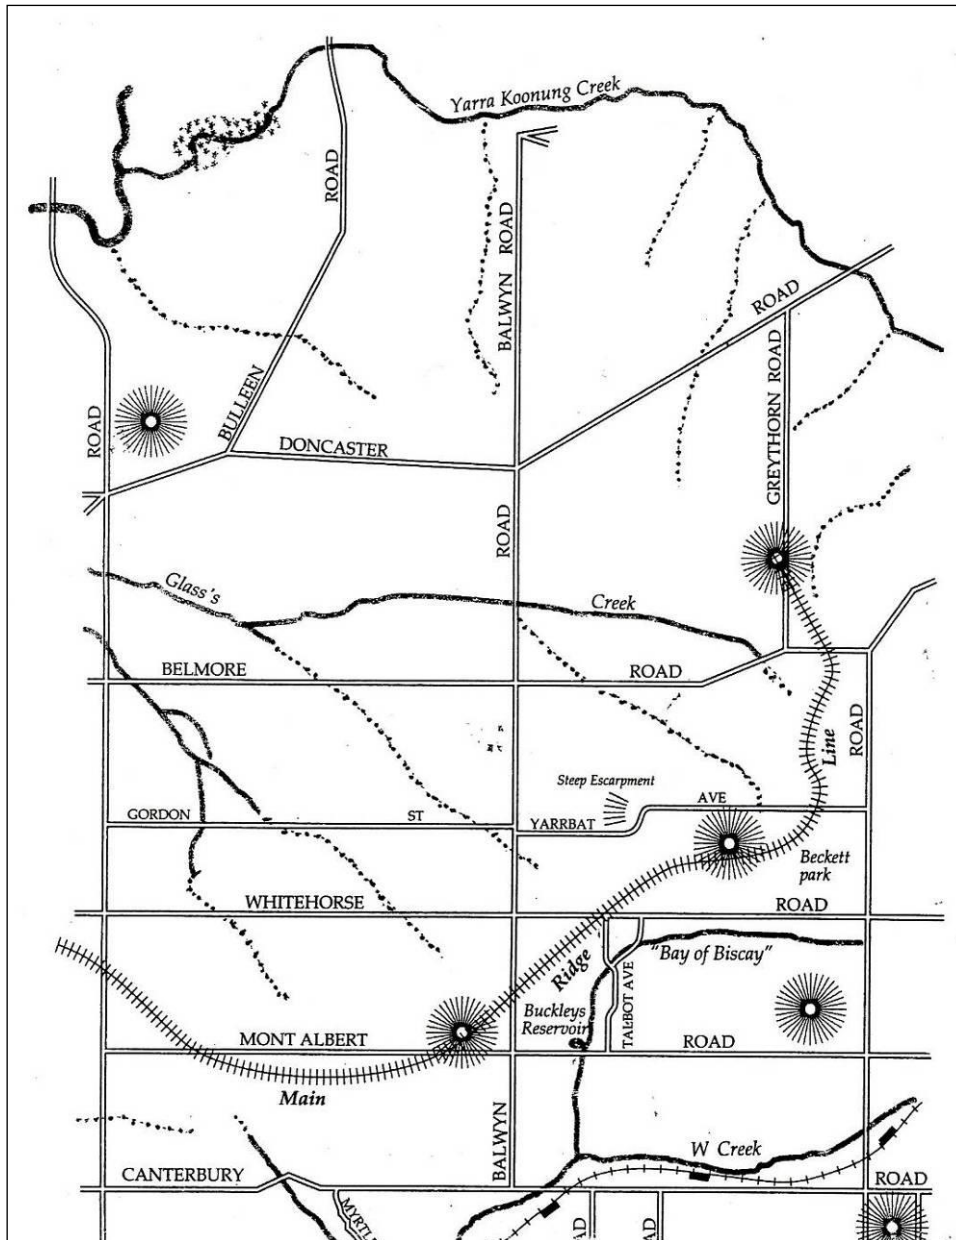 Yarra Koonung Creek
ROAD
BALWYN ROAD
ROAD
GREYTHORN ROAD
BULLEEN
ROAD
DONCASTER
ROAD
Glass's
Creek
BELMORE
ROAD
ROAD
Line
Steep Escarpment
GORDON
ST
YARRBAT
AVE
Beckett
park
WHITEHORSE
ROAD
"Bay of Biscay"
Ridge
TALBOT AVE
Buckleys
Reservoir
MONT ALBERT
ROAD
Main
BALWYN
W Creek
CANTERBURY
ROAD